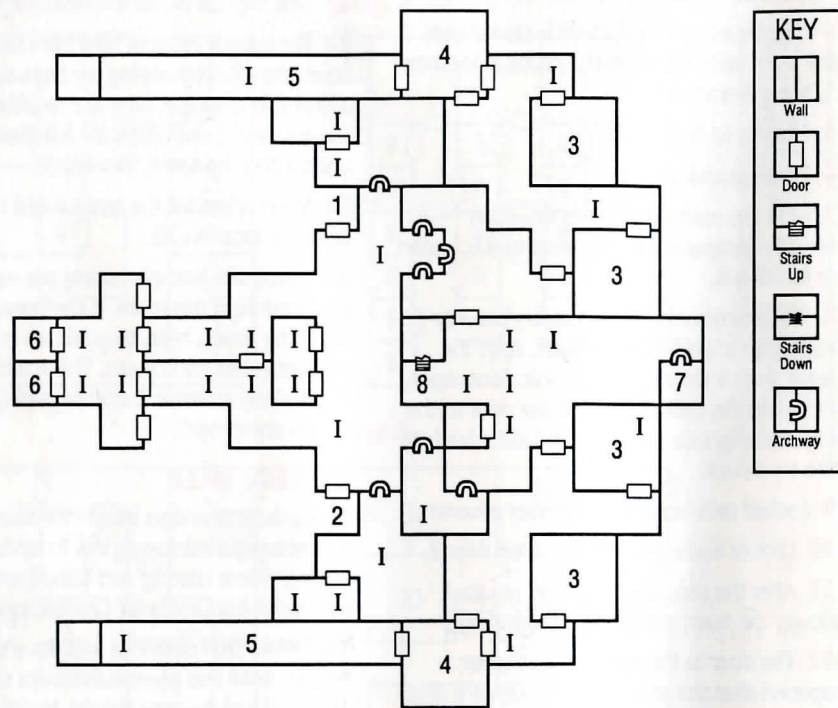 4
I 5 I
I
3
I
1 I
I 3
6 I I I I I I
6 I I I I 8 7
I I I
3
2 I
I 3
I I
I 5 I
4
KEY
Wall
Door
Stairs
Up
Stairs
Down
Archway